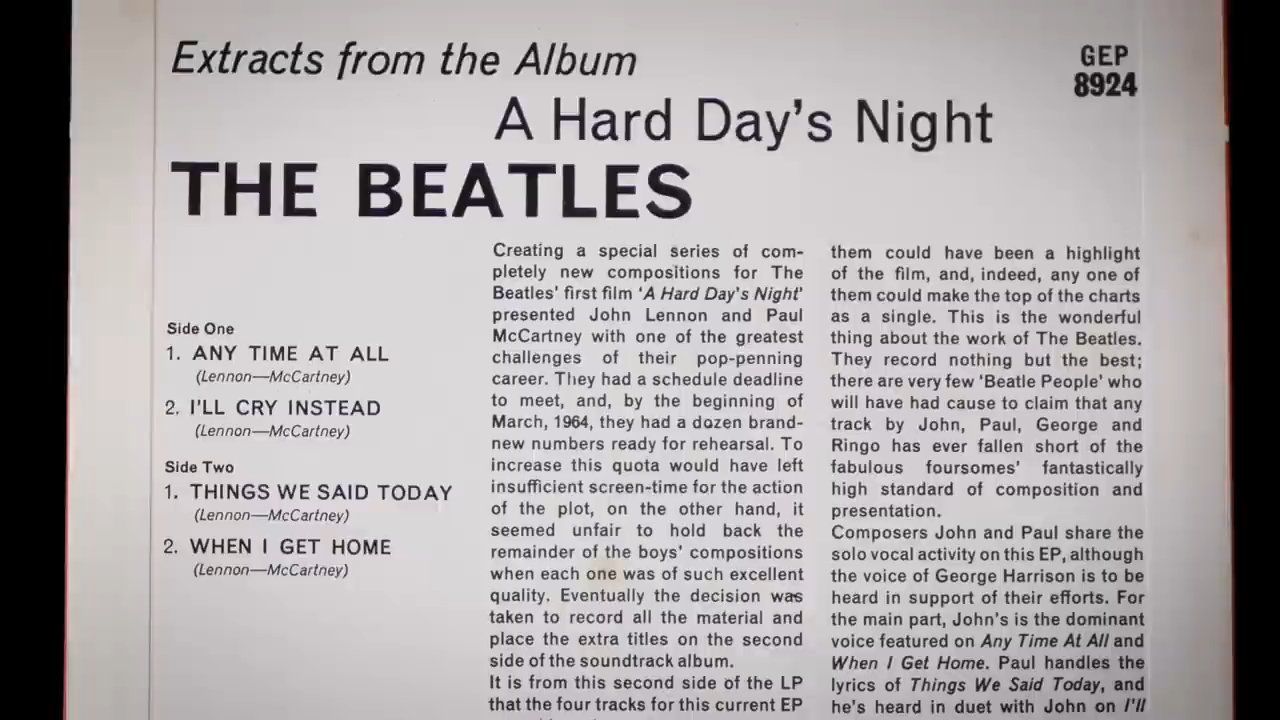 Extracts from the Album
GEP
8924
A Hard Day's Night
THE BEATLES
Side One
1. ANY TIME AT ALL
(Lennon—McCartney)
2. I'LL CRY INSTEAD
(Lennon—McCartney)
Side Two
1. THINGS WE SAID TODAY
(Lennon—McCartney)
2. WHEN I GET HOME
(Lennon—McCartney)
Creating a special series of com-
pletely new compositions for The
Beatles' first film 'A Hard Day's Night'
presented John Lennon and Paul
McCartney with one of the greatest
challenges of their pop-penning
career. They had a schedule deadline
to meet, and, by the beginning of
March, 1964, they had a dozen brand-
new numbers ready for rehearsal. To
increase this quota would have left
insufficient screen-time for the action
of the plot, on the other hand, it
seemed unfair to hold back the
remainder of the boys' compositions
when each one was of such excellent
quality. Eventually the decision was
taken to record all the material and
place the extra titles on the second
side of the soundtrack album.
It is from this second side of the LP
that the four tracks for this current EP
them could have been a highlight
of the film, and, indeed, any one of
them could make the top of the charts
as a single. This is the wonderful
thing about the work of The Beatles.
They record nothing but the best;
there are very few 'Beatle People' who
will have had cause to claim that any
track by John, Paul, George and
Ringo has ever fallen short of the
fabulous foursomes' fantastically
high standard of composition and
presentation.
Composers John and Paul share the
solo vocal activity on this EP, although
the voice of George Harrison is to be
heard in support of their efforts. For
the main part, John's is the dominant
voice featured on Any Time At All and
When I Get Home. Paul handles the
lyrics of Things We Said Today, and
he's heard in duet with John on I'll